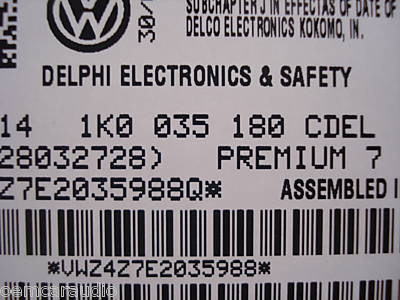 SUBCHAPTER J IN EFFECT AS OF DATE OF
30/
DELCO ELECTRONICS KOKOMO, IN.
DELPHI ELECTRONICS & SAFETY
14 1K0 035 180 CDEL
28032728) PREMIUM 7
Z7E2035988Q* ASSEMBLED I
*VWZ4Z7E2035988*
oemcaraudio